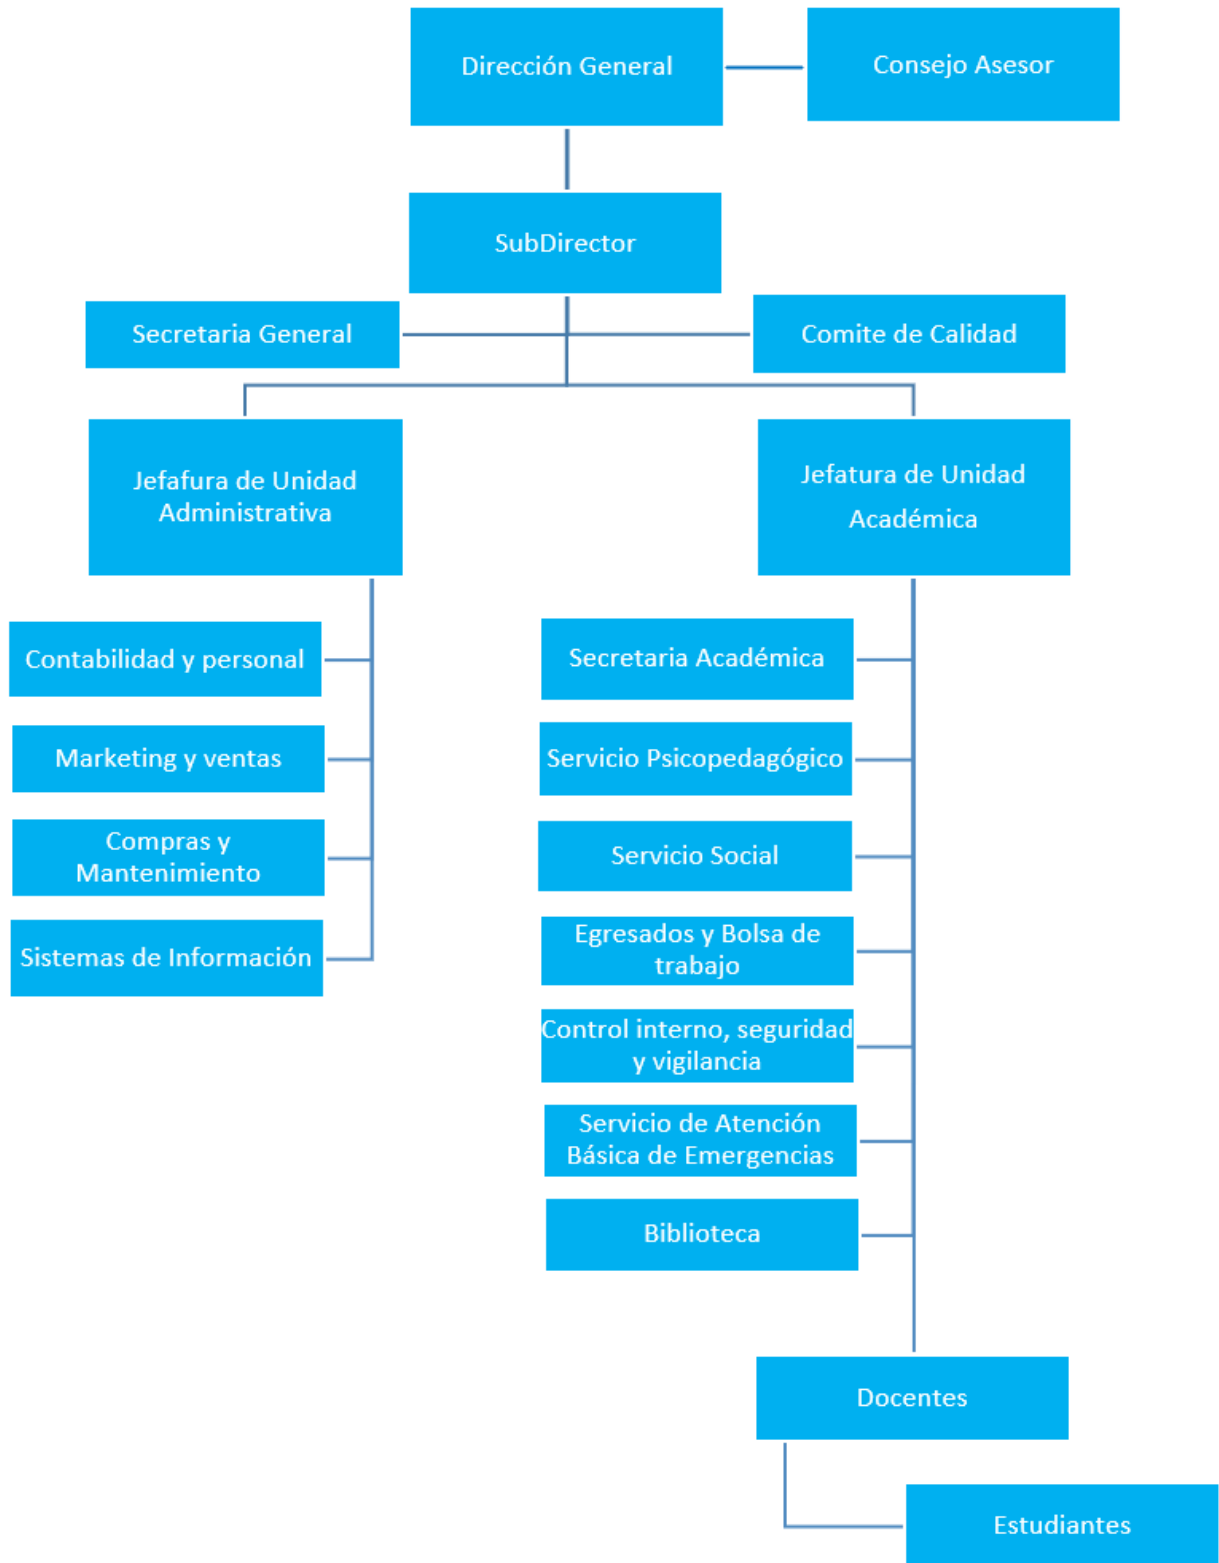 Dirección General
Consejo Asesor
SubDirector
Secretaria General
Comite de Calidad
Jefafura de Unidad
Administrativa
Jefatura de Unidad
Académica
Contabilidad y personal
Marketing y ventas
Compras y
Mantenimiento
Sistemas de Información
Secretaria Académica
Servicio Psicopedagógico
Servicio Social
Egresados y Bolsa de
trabajo
Control interno, seguridad
y vigilancia
Servicio de Atención
Básica de Emergencias
Biblioteca
Docentes
Estudiantes